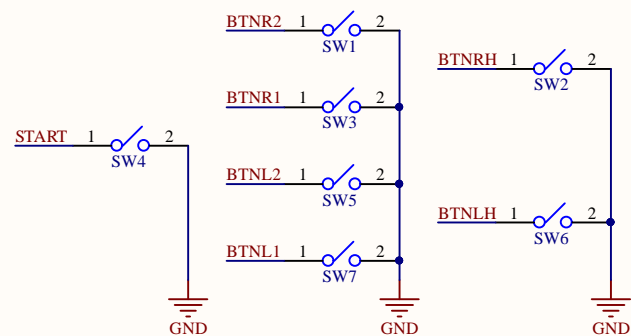 BTNR2 1 2
SW1
BTNRH 1 2
SW2
BTNR1 1 2
SW3
START 1 2
SW4
BTNL2 1 2
SW5
BTNLH 1 2
SW6
BTNL1 1 2
SW7
GND
GND
GND